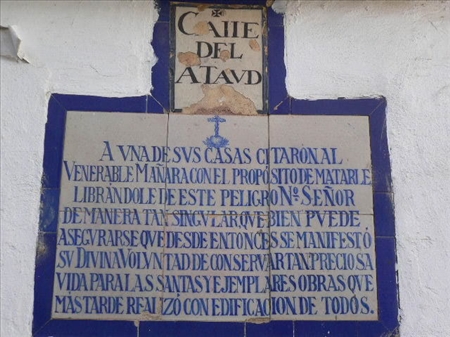 CALLE
DEL
ATAUD
A VNA DE SVS CASAS CITARON AL
VENERABLE MAÑARA CON EL PROPOSITO DE MATARLE
LIBRANDOLE DE ESTE PELIGRO Nº. SEÑOR
DE MANERA TAN SINGVLAR, QVE BIEN PVEDE
ASEGVRARSE QVE DESDE ENTONCES SE MANIFESTÓ
SV DIVINA VOLVNTAD DE CONSERVAR TAN PRECIOSA
VIDA PARA LAS SANTAS Y EJEMPLARES OBRAS QVE
MAS TARDE REALIZÓ CON EDIFICACION DE TODOS.